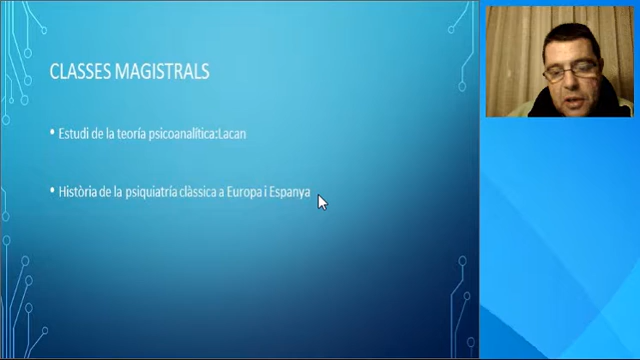 CLASSES MAGISTRALS
• Estudi de la teoría psicoanalítica:Lacan
• Història de la psiquiatría clàssica a Europa i Espanya